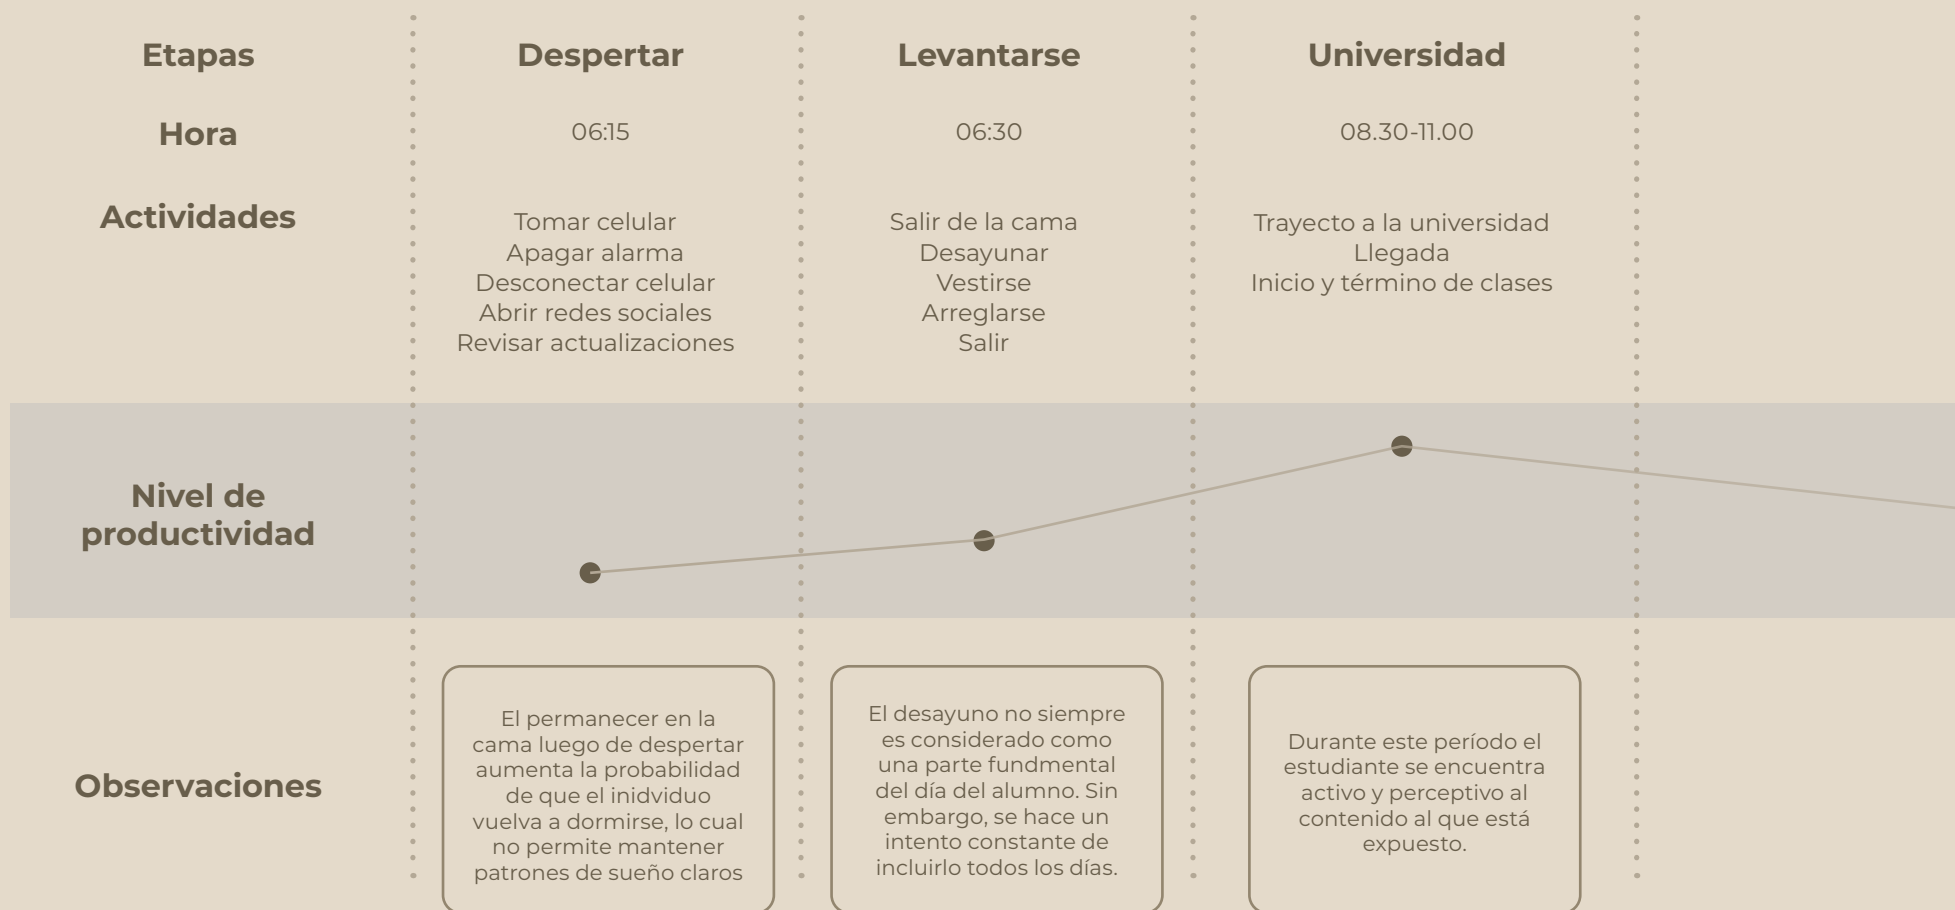 Etapas
Despertar
Levantarse
Universidad
Hora
06:15
06:30
08.30-11.00
Actividades
Tomar celular
Apagar alarma
Desconectar celular
Abrir redes sociales
Revisar actualizaciones
Salir de la cama
Desayunar
Vestirse
Arreglarse
Salir
Trayecto a la universidad
Llegada
Inicio y término de clases
Nivel de
productividad
Observaciones
El permanecer en la
cama luego de despertar
aumenta la probabilidad
de que el inidviduo
vuelva a dormirse, lo cual
no permite mantener
patrones de sueño claros
El desayuno no siempre
es considerado como
una parte fundmental
del día del alumno. Sin
embargo, se hace un
intento constante de
incluirlo todos los días.
Durante este período el
estudiante se encuentra
activo y perceptivo al
contenido al que está
expuesto.